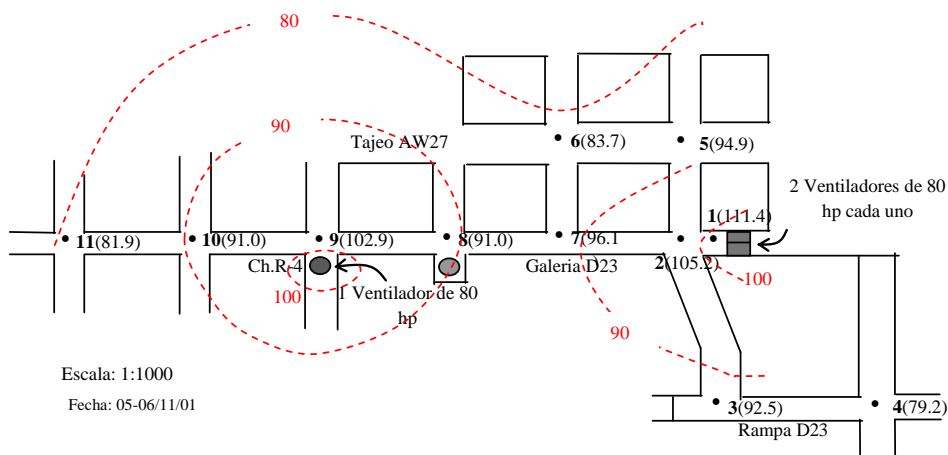 80
90
Tajeo AW27
6(83.7)
5(94.9)
2 Ventiladores de 80
hp cada uno
1(111.4)
11(81.9)
10(91.0)
9(102.9)
8(91.0)
7(96.1
2(105.2)
Ch.R-4
Galeria D23
100
100
1 Ventilador de 80
hp
90
Escala: 1:1000
Fecha: 05-06/11/01
3(92.5)
4(79.2)
Rampa D23